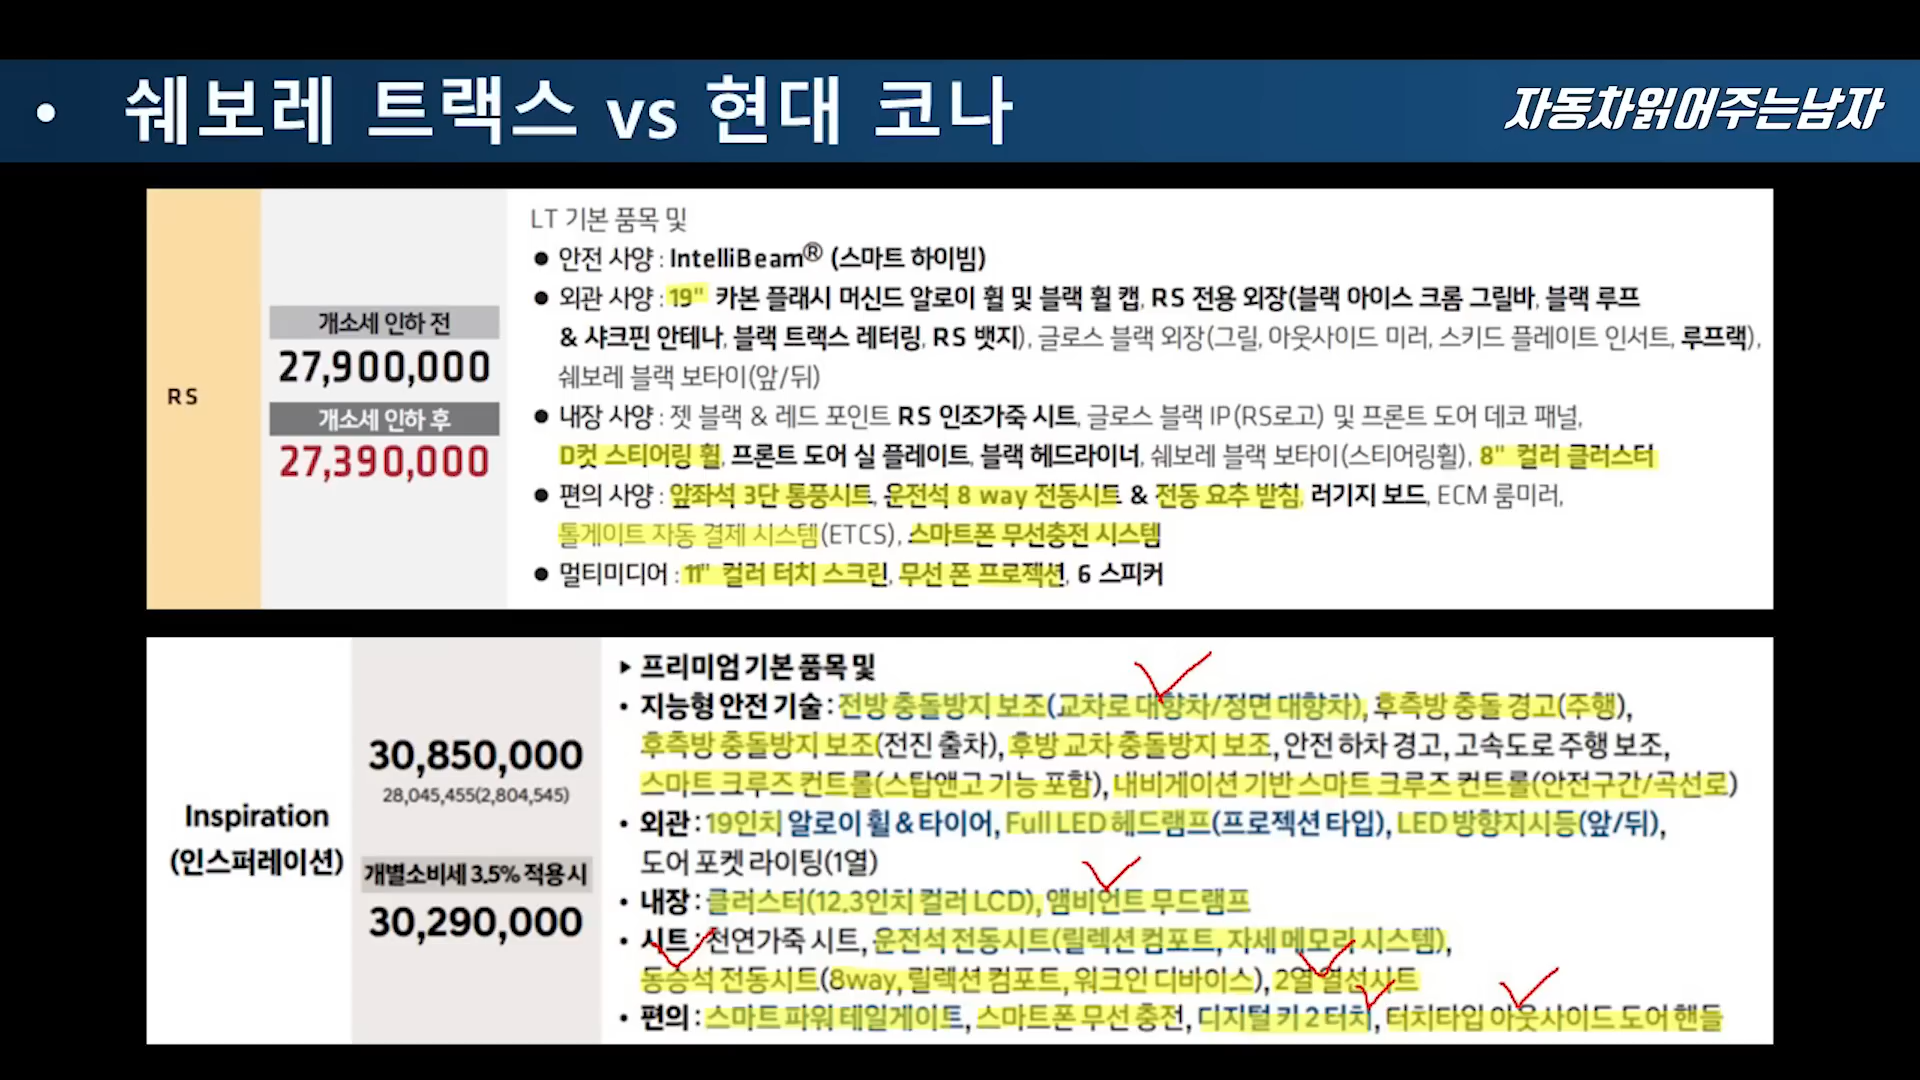 • 쉐보레 트랙스 vs 현대 코나
자동차읽어주는남자
RS
개소세 인하 전
27,900,000
개소세 인하 후
27,390,000
LT 기본 품목 및
● 안전 사양 : IntelliBeam® (스마트 하이빔)
● 외관 사양 : 19" 카본 플래시 머신드 알로이 휠 및 블랙 휠 캡, RS 전용 외장(블랙 아이스 크롬 그릴바, 블랙 루프
& 샤크핀 안테나, 블랙 트랙스 레터링, RS 뱃지), 글로스 블랙 외장(그릴, 아웃사이드 미러, 스키드 플레이트 인서트, 루프랙),
쉐보레 블랙 보타이(앞/뒤)
● 내장 사양 : 젯 블랙 & 레드 포인트 RS 인조가죽 시트, 글로스 블랙 IP(RS로고) 및 프론트 도어 데코 패널,
D컷 스티어링 휠, 프론트 도어 실 플레이트, 블랙 헤드라이너, 쉐보레 블랙 보타이(스티어링휠), 8" 컬러 클러스터
● 편의 사양 : 앞좌석 3단 통풍시트, 운전석 8 way 전동시트 & 전동 요추 받침, 러기지 보드, ECM 룸미러,
톨게이트 자동 결제 시스템(ETCS), 스마트폰 무선충전 시스템
● 멀티미디어 : 11" 컬러 터치 스크린, 무선 폰 프로젝션, 6 스피커
Inspiration
(인스퍼레이션)
30,850,000
28,045,455(2,804,545)
개별소비세 3.5% 적용시
30,290,000
▶ 프리미엄 기본 품목 및
• 지능형 안전 기술 : 전방 충돌방지 보조(교차로 대향차/정면 대향차), 후측방 충돌 경고(주행),
후측방 충돌방지 보조(전진 출차), 후방 교차 충돌방지 보조, 안전 하차 경고, 고속도로 주행 보조,
스마트 크루즈 컨트롤(스탑앤고 기능 포함), 내비게이션 기반 스마트 크루즈 컨트롤(안전구간/곡선로)
• 외관 : 19인치 알로이 휠 & 타이어, Full LED 헤드램프(프로젝션 타입), LED 방향지시등(앞/뒤),
도어 포켓 라이팅(1열)
• 내장 : 클러스터(12.3인치 컬러 LCD), 앰비언트 무드램프
• 시트 : 천연가죽 시트, 운전석 전동시트(릴렉션 컴포트, 자세 메모리 시스템),
동승석 전동시트(8way, 릴렉션 컴포트, 워크인 디바이스), 2열 열선시트
• 편의 : 스마트 파워 테일게이트, 스마트폰 무선 충전, 디지털 키 2 터치, 터치타입 아웃사이드 도어 핸들